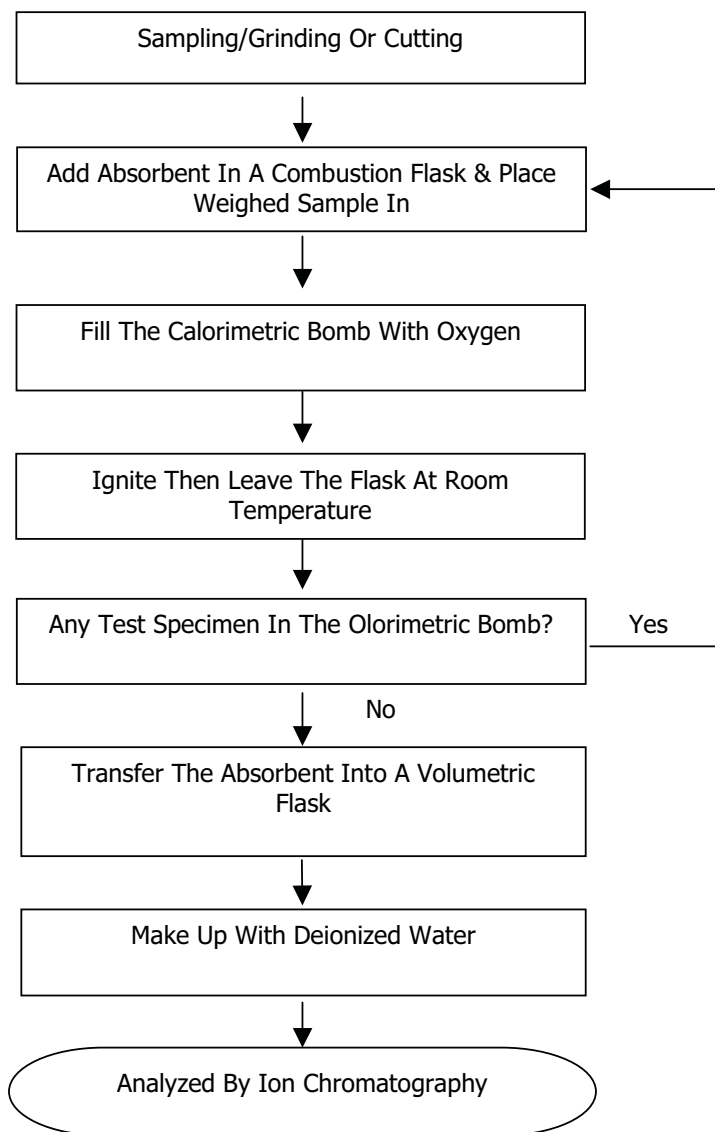 Sampling/Grinding Or Cutting
Add Absorbent In A Combustion Flask & Place
Weighed Sample In
Fill The Calorimetric Bomb With Oxygen
Ignite Then Leave The Flask At Room
Temperature
Any Test Specimen In The Olorimetric Bomb?
Yes
No
Transfer The Absorbent Into A Volumetric
Flask
Make Up With Deionized Water
Analyzed By Ion Chromatography